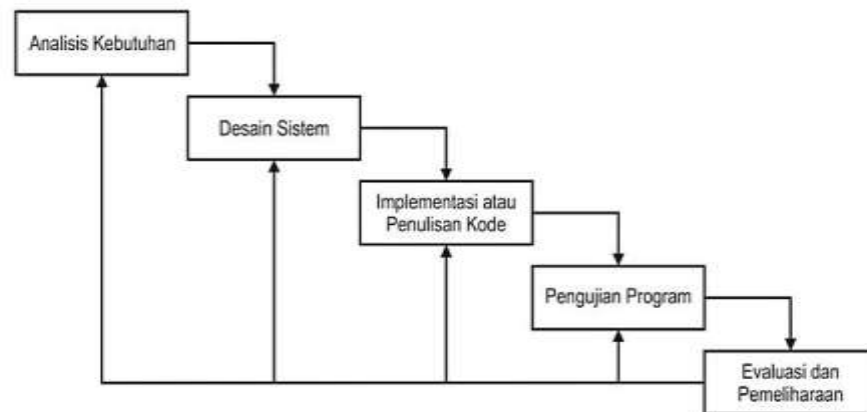 Analisis Kebutuhan
Desain Sistem
Implementasi atau
Penulisan Kode
Pengujian Program
Evaluasi dan
Pemeliharaan